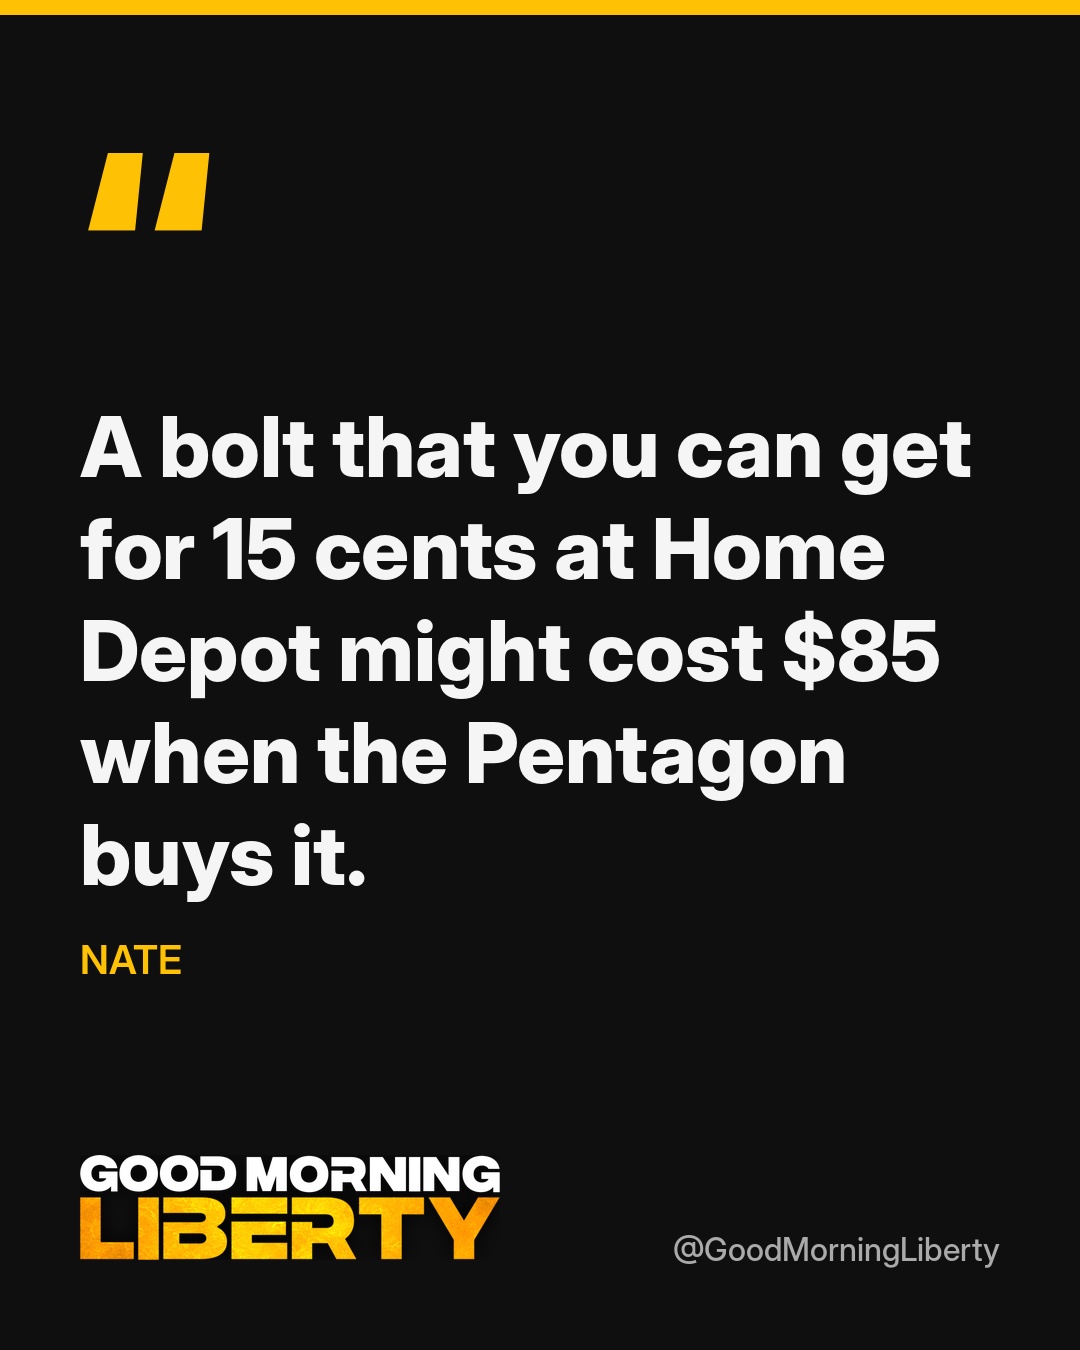 "
A bolt that you can get
for 15 cents at Home
Depot might cost $85
when the Pentagon
buys it.
NATE
GOOD MORNING
LIBERTY
@GoodMorningLiberty